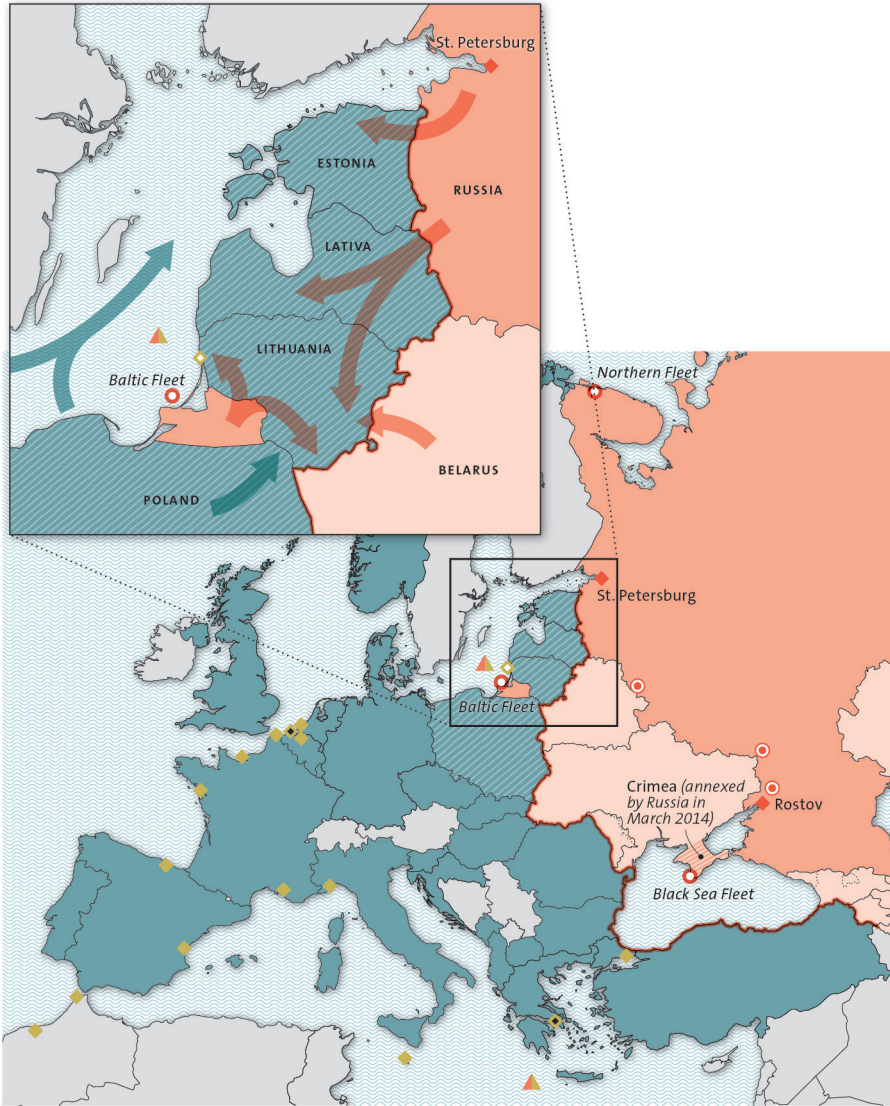 St. Petersburg
ESTONIA
RUSSIA
LATIVA
LITHUANIA
Baltic Fleet
BELARUS
POLAND
Northern Fleet
St. Petersburg
Baltic Fleet
Crimea (annexed
by Russia in
March 2014)
Rostov
Black Sea Fleet